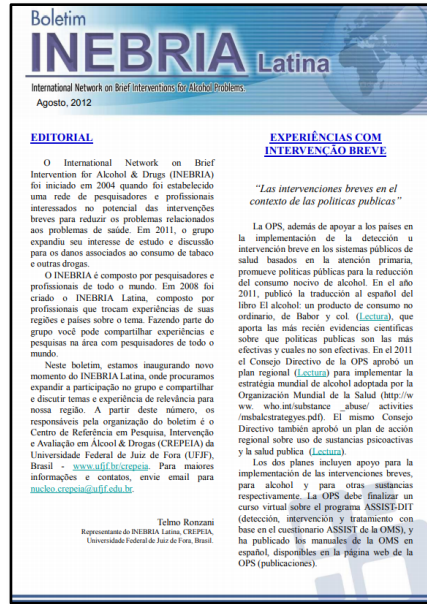 Boletim
INEBRIA Latina
International Network on Brief Interventions for Alcohol Problems
Agosto, 2012
EDITORIAL
O International Network on Brief
Intervention for Alcohol & Drugs (INEBRIA)
foi iniciado em 2004 quando foi estabelecido
uma rede de pesquisadores e profissionais
interessados no potencial das intervenções
breves para reduzir os problemas relacionados
aos problemas de saúde. Em 2011, o grupo
expandiu seu interesse de estudo e discussão
para os danos associados ao consumo de tabaco
e outras drogas.
O INEBRIA é composto por pesquisadores e
profissionais de todo o mundo. Em 2008 foi
criado o INEBRIA Latina, composto por
profissionais que trocam experiências de suas
regiões e países sobre o tema. Fazendo parte do
grupo você pode compartilhar experiências e
pesquisas na área com pesquisadores de todo o
mundo.
Neste boletim, estamos inaugurando novo
momento do INEBRIA Latina, onde procuramos
expandir a participação no grupo e compartilhar
e discutir temas e experiência de relevância para
nossa região. A partir deste número, os
responsáveis pela organização do boletim é o
Centro de Referência em Pesquisa, Intervenção
e Avaliação em Álcool & Drogas (CREPEIA) da
Universidade Federal de Juiz de Fora (UFJF),
Brasil - www.ufjf.br/crepeia. Para maiores
informações e contatos, envie email para
nucleo.crepeia@ufjf.edu.br.
Telmo Ronzani
Representante do INEBRIA Latina, CREPEIA,
Universidade Federal de Juiz de Fora, Brasil.
EXPERIÊNCIAS COM
INTERVENÇÃO BREVE
"Las intervenciones breves en el
contexto de las politicas publicas"
La OPS, además de apoyar a los países en
la implementación de la detección u
intervención breve en los sistemas públicos de
salud basados en la atención primaria,
promueve politicas públicas para la reducción
del consumo nocivo de alcohol. En al año
2011, publicó la traducción al español del
libro El alcohol: un producto de consumo no
ordinario, de Babor y col. (Lectura), que
aporta las más recién evidencias cientificas
sobre que politicas publicas son las más
efectivas y cuales no son efectivas. En el 2011
el Consejo Directivo de la OPS aprobó un
plan regional (Lectura) para implementar la
estratégia mundial de alcohol adoptada por la
Organización Mundial de la Salud (http://w
ww. who.int/substance _abuse/ activities
/msbalcstrategyes.pdf). El mismo Consejo
Directivo también aprobó un plan de acción
regional sobre uso de sustancias psicoactivas
y la salud publica (Lectura).
Los dos planes incluyen apoyo para la
implementación de las intervenciones breves,
para alcohol y para otras sustancias
respectivamente. La OPS debe finalizar un
curso virtual sobre el programa ASSIST-DIT
(detección, intervención y tratamiento con
base en el cuestionario ASSIST de la OMS), y
ha publicado los manuales de la OMS en
español, disponibles en la página web de la
OPS (publicaciones).